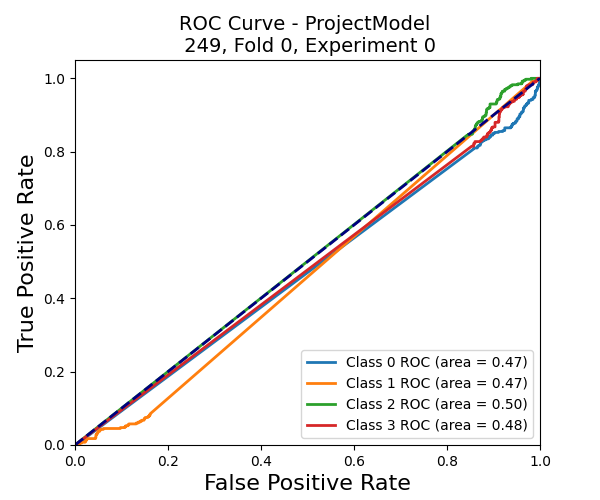 ROC Curve - ProjectModel
249, Fold 0, Experiment 0
True Positive Rate
1.0
0.8
0.6
0.4
0.2
0.0
0.0
0.2
0.4
0.6
0.8
1.0
False Positive Rate
Class 0 ROC (area = 0.47)
Class 1 ROC (area = 0.47)
Class 2 ROC (area = 0.50)
Class 3 ROC (area = 0.48)